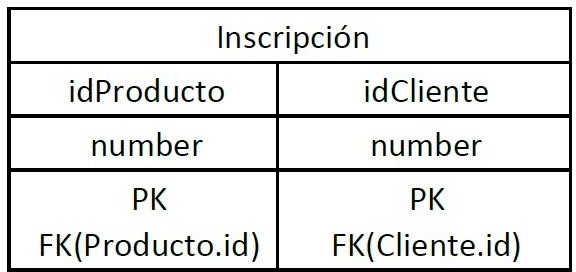 Inscripción
idProducto idCliente
number number
PK PK
FK(Producto.id) FK(Cliente.id)